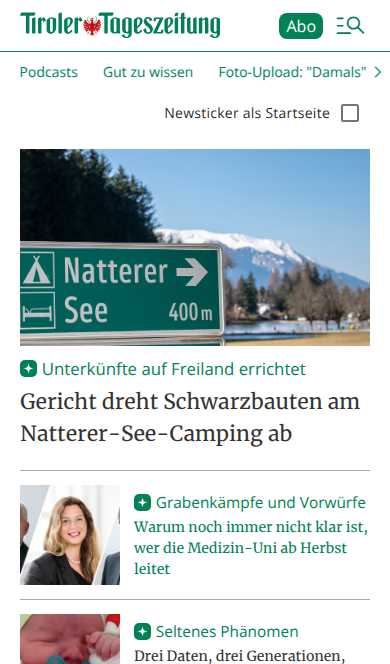 Tiroler Tageszeitung
Abo
Podcasts Gut zu wissen Foto-Upload: "Damals"
Newsticker als Startseite
Natterer
See 400 m
Unterkünfte auf Freiland errichtet
Gericht dreht Schwarzbauten am
Natterer-See-Camping ab
Grabenkämpfe und Vorwürfe
Warum noch immer nicht klar ist,
wer die Medizin-Uni ab Herbst
leitet
Seltenes Phänomen
Drei Daten, drei Generationen,